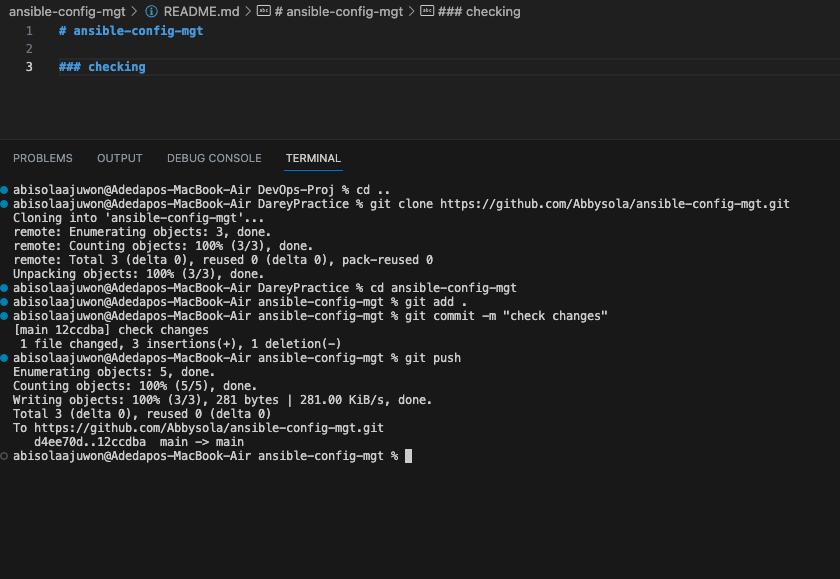 ansible-config-mgt > README.md > # ansible-config-mgt > ### checking
1 # ansible-config-mgt
2
3 ### checking
PROBLEMS OUTPUT DEBUG CONSOLE TERMINAL
abisolaajuwon@Adedapos-MacBook-Air DevOps-Proj % cd ..
abisolaajuwon@Adedapos-MacBook-Air DareyPractice % git clone https://github.com/Abbysola/ansible-config-mgt.git
Cloning into 'ansible-config-mgt'...
remote: Enumerating objects: 3, done.
remote: Counting objects: 100% (3/3), done.
remote: Total 3 (delta 0), reused 0 (delta 0), pack-reused 0
Unpacking objects: 100% (3/3), done.
abisolaajuwon@Adedapos-MacBook-Air DareyPractice % cd ansible-config-mgt
abisolaajuwon@Adedapos-MacBook-Air ansible-config-mgt % git add .
abisolaajuwon@Adedapos-MacBook-Air ansible-config-mgt % git commit -m "check changes"
[main 12ccdba] check changes
 1 file changed, 3 insertions(+), 1 deletion(-)
abisolaajuwon@Adedapos-MacBook-Air ansible-config-mgt % git push
Enumerating objects: 5, done.
Counting objects: 100% (5/5), done.
Writing objects: 100% (3/3), 281 bytes | 281.00 KiB/s, done.
Total 3 (delta 0), reused 0 (delta 0)
To https://github.com/Abbysola/ansible-config-mgt.git
   d4ee70d..12ccdba  main -> main
abisolaajuwon@Adedapos-MacBook-Air ansible-config-mgt %